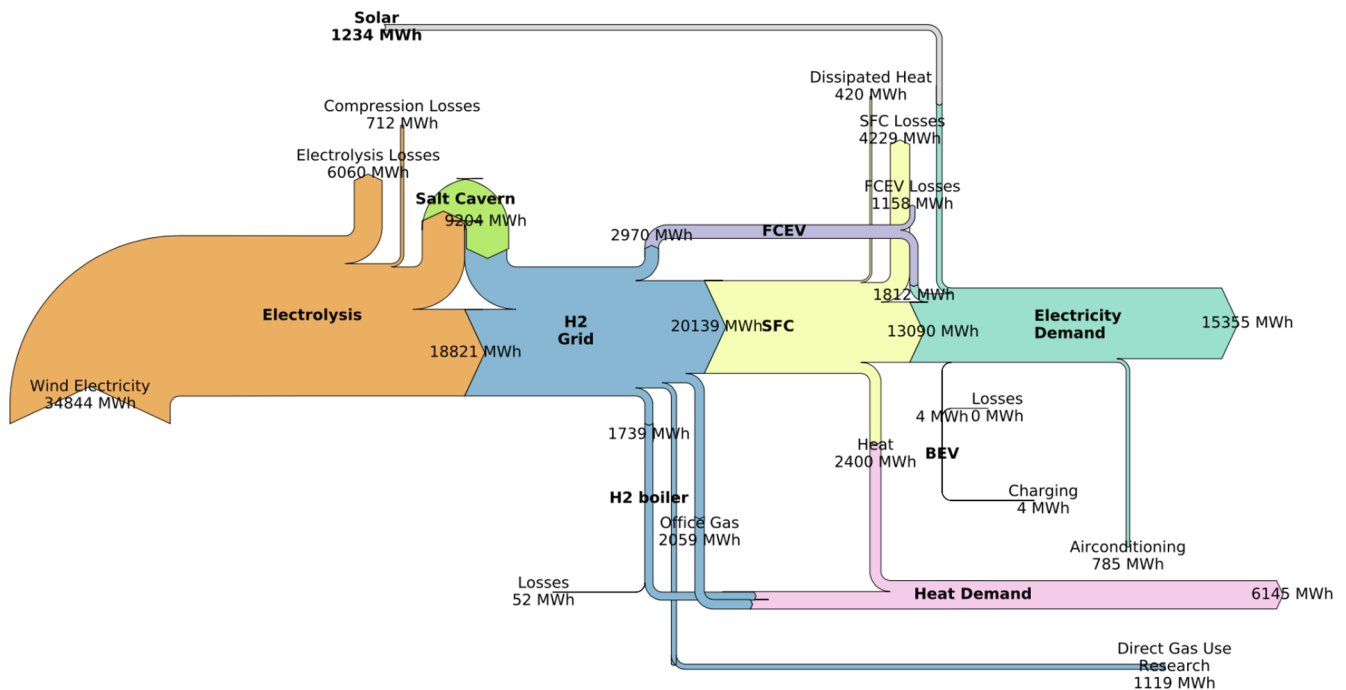 Solar
1234 MWh
Dissipated Heat
420 MWh
Compression Losses
712 MWh
SFC Losses
4229 MWh
Electrolysis Losses
6060 MWh
Salt Cavern
9204 MWh
FCEV Losses
1158 MWh
2970 MWh
FCEV
1812 MWh
Electrolysis
H2
Grid
20139 MWh
SFC
13090 MWh
Electricity
Demand
15355 MWh
18821 MWh
Wind Electricity
34844 MWh
1739 MWh
Heat
2400 MWh
Losses
0 MWh
4 MWh
BEV
H2 boiler
Charging
4 MWh
Office Gas
2059 MWh
Airconditioning
785 MWh
Losses
52 MWh
Heat Demand
6145 MWh
Direct Gas Use
Research
1119 MWh